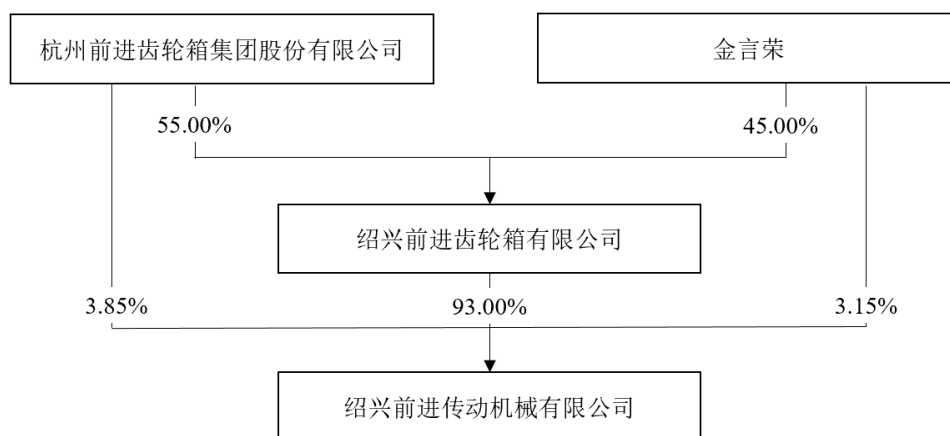 杭州前进齿轮箱集团股份有限公司
金言荣
55.00%
45.00%
绍兴前进齿轮箱有限公司
3.85%
93.00%
3.15%
绍兴前进传动机械有限公司